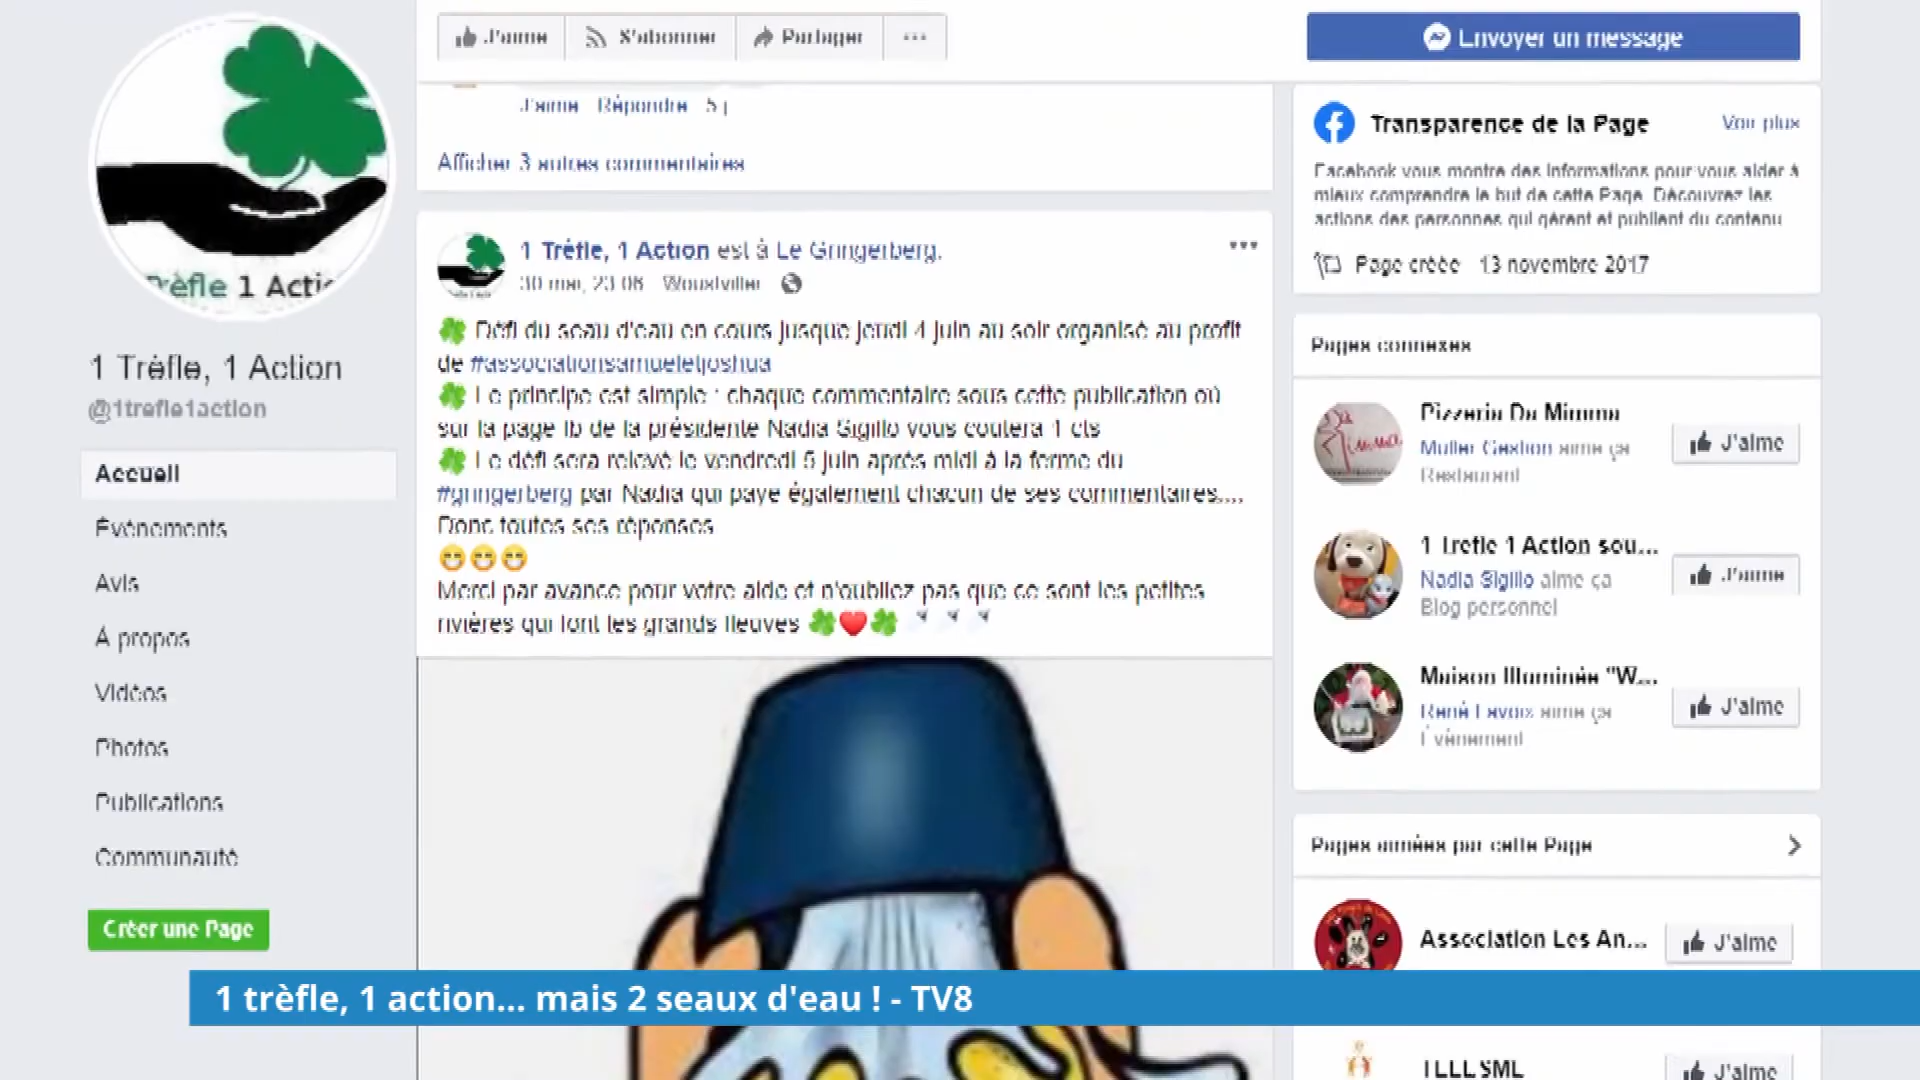 J'aime
S'abonner
Partager
Envoyer un message
J'aime Répondre 5 j
Afficher 3 autres commentaires
Trèfle 1 Actio
1 Trèfle, 1 Action
@1trefle1action
Accueil
Événements
Avis
À propos
Vidéos
Photos
Publications
Communauté
Créer une Page
1 Trèfle, 1 Action est à Le Gringerberg.
30 mai, 23:06 Woustviller
Défi du seau d'eau en cours jusque jeudi 4 juin au soir organisé au profit
de #associationsamueletjoshua
Le principe est simple : chaque commentaire sous cette publication où
sur la page fb de la présidente Nadia Sigillo vous coûtera 1 cts
Le défi sera relevé le vendredi 5 juin après midi à la ferme du
#gringerberg par Nadia qui paye également chacun de ses commentaires....
Donc toutes ses réponses
Merci par avance pour votre aide et n'oubliez pas que ce sont les petites
rivières qui font les grands fleuves
Transparence de la Page
Voir plus
Facebook vous montre des informations pour vous aider à
mieux comprendre le but de cette Page. Découvrez les
actions des personnes qui gèrent et publient du contenu
Page créée 13 novembre 2017
Pages connexes
Pizzeria Da Mimma
Muller Gestion aime ça
Restaurant
J'aime
1 Trefle 1 Action sou...
Nadia Sigillo aime ça
Blog personnel
J'aime
Maison Illuminée "W...
René Lavoix aime ça
Évènement
J'aime
Pages aimées par cette Page
Association Les An...
J'aime
J'aime
1 trèfle, 1 action... mais 2 seaux d'eau ! - TV8